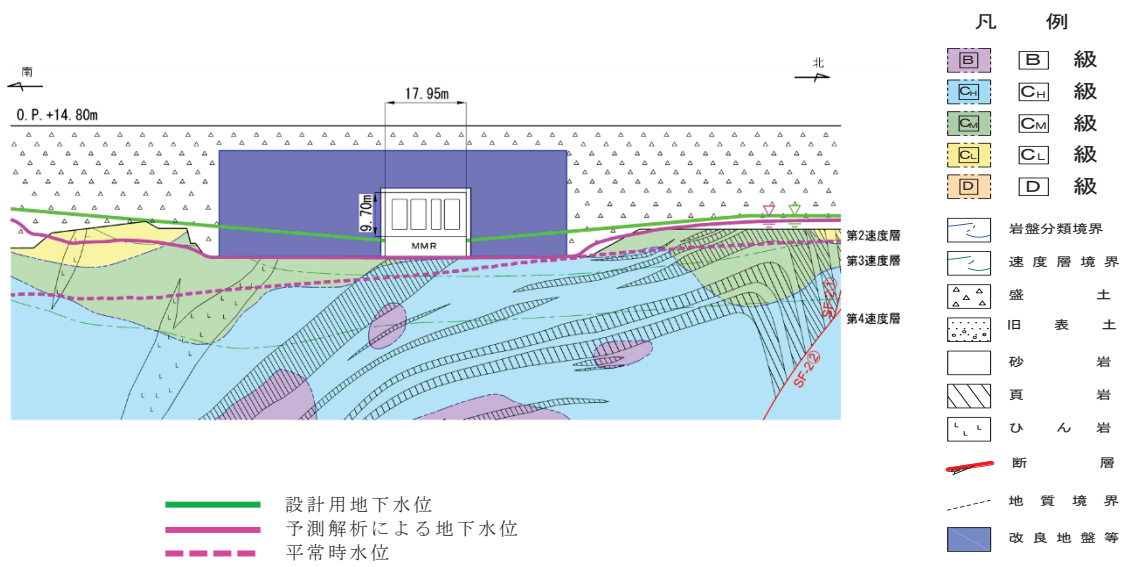 南
北
17.95m
O.P.+14.80m
9.70m
MMR
第2速度層
第3速度層
第4速度層
SF-2①
SF-2②
設計用地下水位
予測解析による地下水位
平常時水位
凡 例
B B 級
CH CH 級
CM CM 級
CL CL 級
D D 級
岩盤分類境界
速度層境界
盛土
旧表土
砂岩
頁岩
ひん岩
断層
地質境界
改良地盤等